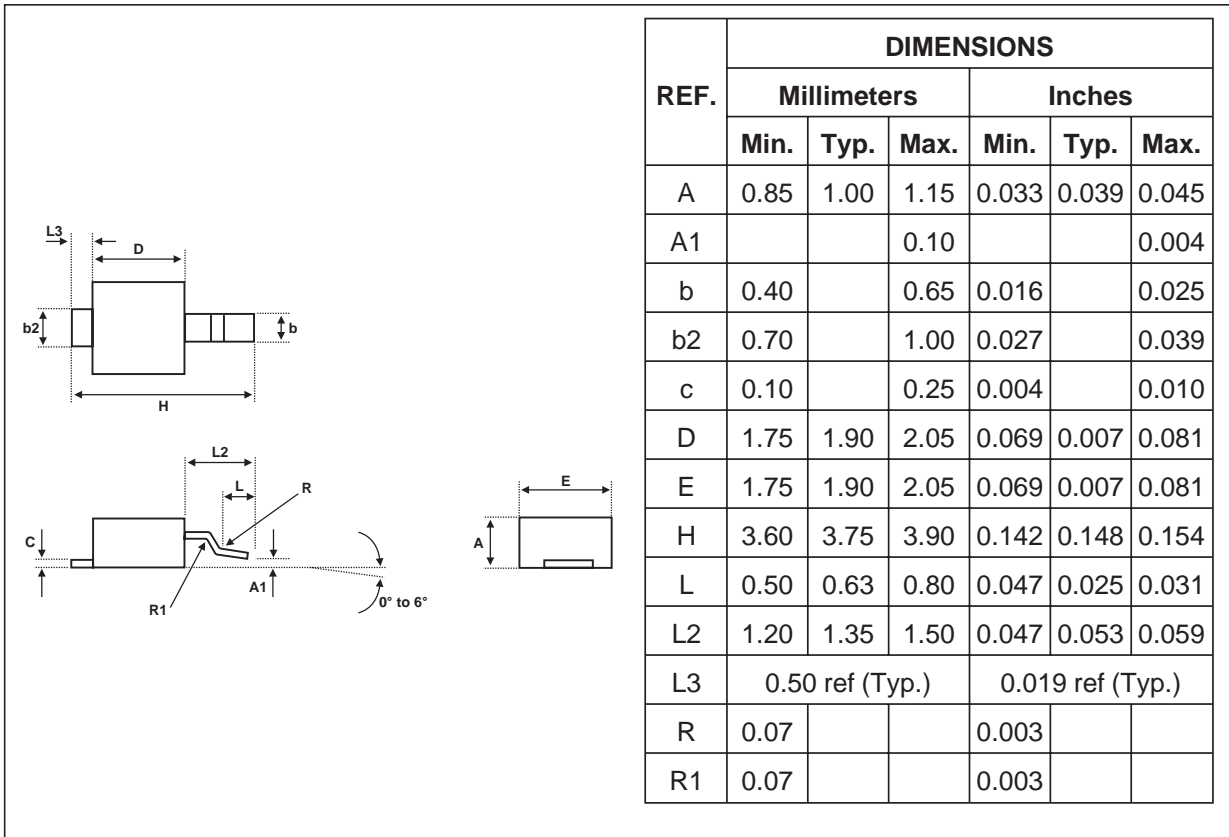 L3
D
b2
b
H
L2
L
R
C
A1
R1
0° to 6°
E
A
REF. DIMENSIONS
Millimeters Inches
Min. Typ. Max. Min. Typ. Max.
A 0.85 1.00 1.15 0.033 0.039 0.045
A1 0.10 0.004
b 0.40 0.65 0.016 0.025
b2 0.70 1.00 0.027 0.039
c 0.10 0.25 0.004 0.010
D 1.75 1.90 2.05 0.069 0.007 0.081
E 1.75 1.90 2.05 0.069 0.007 0.081
H 3.60 3.75 3.90 0.142 0.148 0.154
L 0.50 0.63 0.80 0.047 0.025 0.031
L2 1.20 1.35 1.50 0.047 0.053 0.059
L3 0.50 ref (Typ.) 0.019 ref (Typ.)
R 0.07 0.003
R1 0.07 0.003